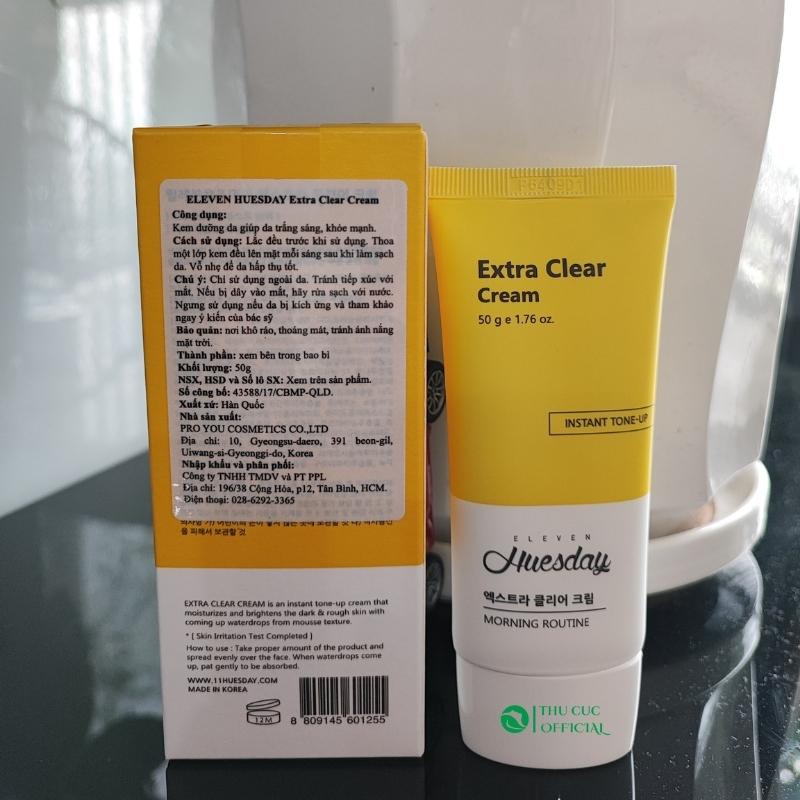 ELEVEN HUESDAY Extra Clear Cream
Công dụng:
Kem dưỡng da giúp da trắng sáng, khỏe mạnh.
Cách sử dụng: Lắc đều trước khi sử dụng. Thoa
một lớp kem đều lên mặt mỗi sáng sau khi làm sạch
da. Vỗ nhẹ để da hấp thụ tốt.
Chú ý: Chỉ sử dụng ngoài da. Tránh tiếp xúc với
mắt. Nếu bị dây vào mắt, hãy rửa sạch với nước.
Ngưng sử dụng nếu da bị kích ứng và tham khảo
ngay ý kiến của bác sỹ
Bảo quản: nơi khô ráo, thoáng mát, tránh ánh nắng
mặt trời.
Thành phần: xem bên trong bao bì
Khối lượng: 50g
NSX, HSD và Số lô SX: Xem trên sản phẩm.
Số công bố: 43588/17/CBMP-QLD.
Xuất xứ: Hàn Quốc
Nhà sản xuất:
PRO YOU COSMETICS CO.,LTD
Địa chỉ: 10, Gyeongsu-daero, 391 beon-gil,
Uiwang-si-Gyeonggi-do, Korea
Nhập khẩu và phân phối:
Công ty TNHH TMDV và PT PPL
Địa chỉ: 196/38 Cộng Hòa, p12, Tân Bình, HCM.
Điện thoại: 028-6292-3365
을 피해서 보관할 것
EXTRA CLEAR CREAM is an instant tone-up cream that
moisturizes and brightens the dark & rough skin with
coming up waterdrops from mousse texture.
* ( Skin Irritation Test Completed )
How to use : Take proper amount of the product and
spread evenly over the face. When waterdrops come
up, pat gently to be absorbed.
WWW.11HUESDAY.COM
MADE IN KOREA
12M
8 809145 601255
Extra Clear
Cream
50 g e 1.76 oz.
INSTANT TONE-UP
ELEVEN
Huesday
엑스트라 클리어 크림
MORNING ROUTINE
THU CUC
OFFICIAL